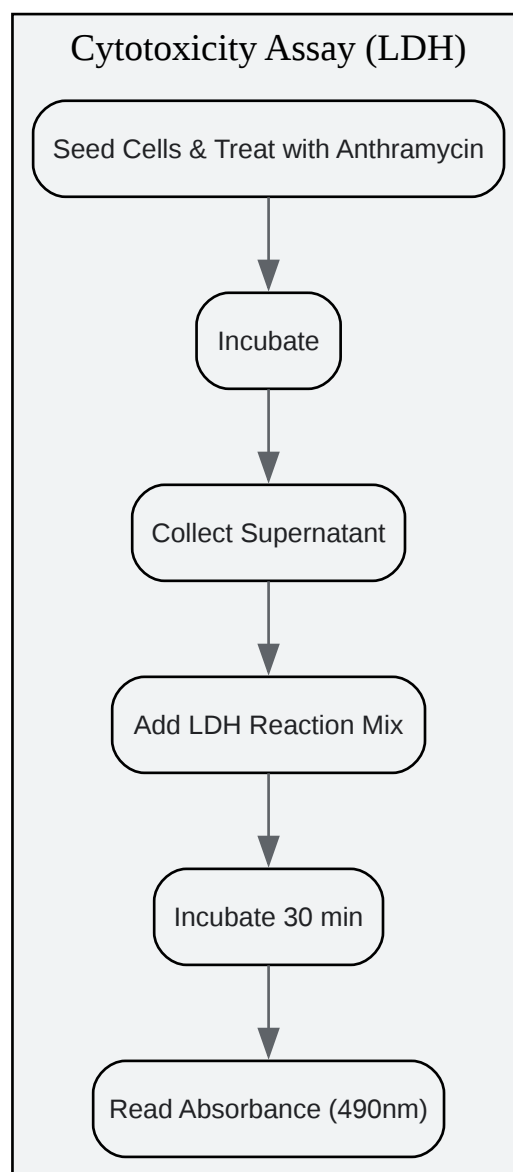 Cytotoxicity Assay (LDH)
Seed Cells & Treat with Anthramycin
Incubate
Collect Supernatant
Add LDH Reaction Mix
Incubate 30 min
Read Absorbance (490nm)